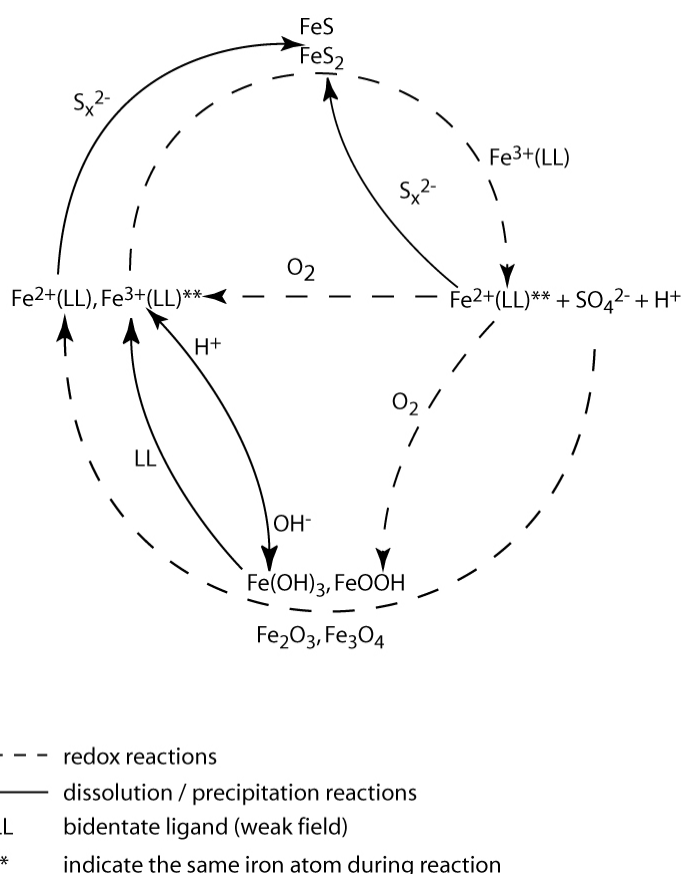 FeS
FeS₂
Sₓ²⁻
Fe³⁺(LL)
Sₓ²⁻
O₂
Fe²⁺(LL), Fe³⁺(LL)**
Fe²⁺(LL)** + SO₄²⁻ + H⁺
H⁺
O₂
LL
OH⁻
Fe(OH)₃, FeOOH
Fe₂O₃, Fe₃O₄
redox reactions
dissolution / precipitation reactions
LL bidentate ligand (weak field)
* indicate the same iron atom during reaction